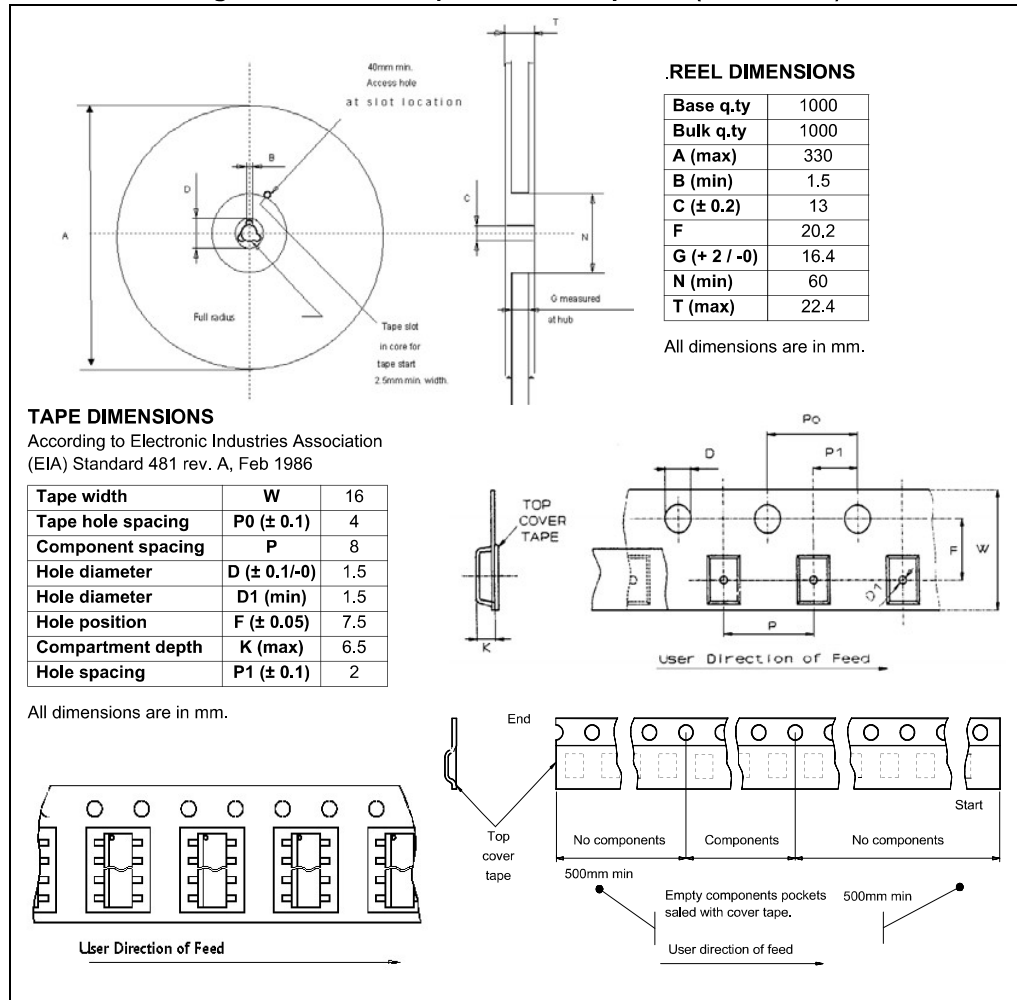 T
40mm min.
Access hole
at slot location
B
D
C
A
N
Full radius
Tape slot
in core for
tape start
2.5mm min. width.
G measured
at hub
.REEL DIMENSIONS
Base q.ty 1000
Bulk q.ty 1000
A (max) 330
B (min) 1.5
C (± 0.2) 13
F 20.2
G (+ 2 / -0) 16.4
N (min) 60
T (max) 22.4
All dimensions are in mm.
TAPE DIMENSIONS
According to Electronic Industries Association
(EIA) Standard 481 rev. A, Feb 1986
Tape width W 16
Tape hole spacing P0 (± 0.1) 4
Component spacing P 8
Hole diameter D (± 0.1/-0) 1.5
Hole diameter D1 (min) 1.5
Hole position F (± 0.05) 7.5
Compartment depth K (max) 6.5
Hole spacing P1 (± 0.1) 2
All dimensions are in mm.
Po
D
P1
TOP
COVER
TAPE
F
W
D1
K
P
User Direction of Feed
End
Start
Top
cover
tape
No components
Components
No components
500mm min
Empty components pockets
saled with cover tape.
500mm min
User direction of feed
User Direction of Feed